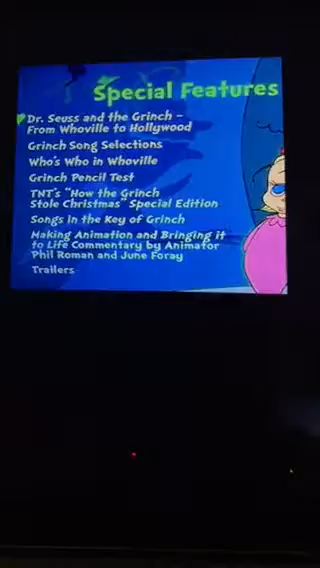 Special Features
Dr. Seuss and the Grinch –
From Whoville to Hollywood
Grinch Song Selections
Who's Who in Whoville
Grinch Pencil Test
TNT's "How the Grinch
Stole Christmas" Special Edition
Songs in the Key of Grinch
Making Animation and Bringing it
to Life Commentary by Animator
Phil Roman and June Foray
Trailers